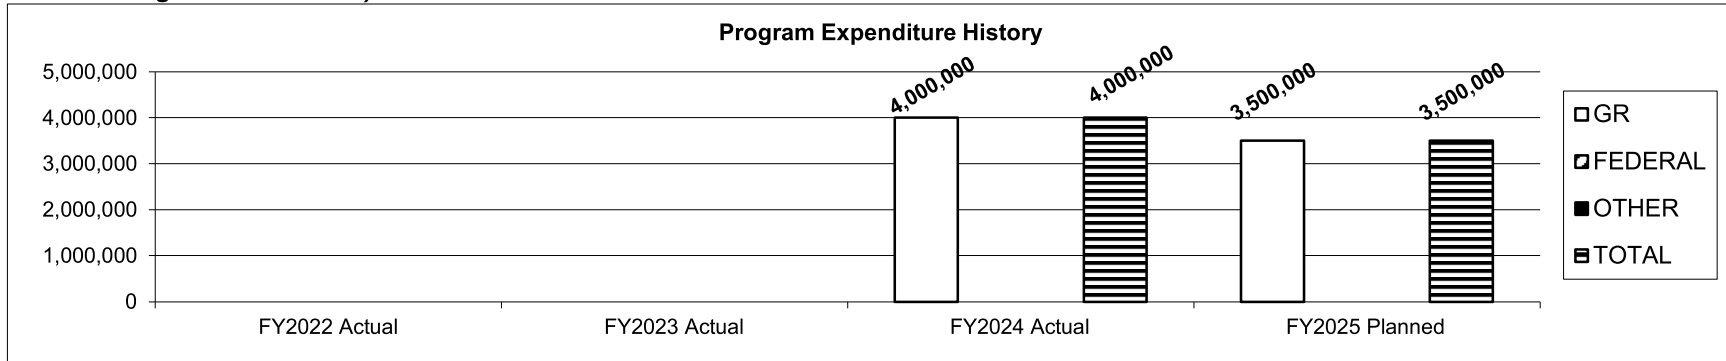 Program Expenditure History
5,000,000
4,000,000
3,000,000
2,000,000
1,000,000
0
4,000,000
4,000,000
3,500,000
3,500,000
FY2022 Actual
FY2023 Actual
FY2024 Actual
FY2025 Planned
GR
FEDERAL
OTHER
TOTAL